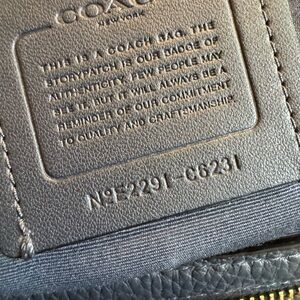 COACH
NEW YORK
THIS IS A COACH BAG. THE
STORYPATCH IS OUR BADGE OF
AUTHENTICITY. FEW PEOPLE MAY
SEE IT, BUT IT WILL ALWAYS BE A
REMINDER OF OUR COMMITMENT
TO QUALITY AND CRAFTSMANSHIP.
NºE2291-C6231